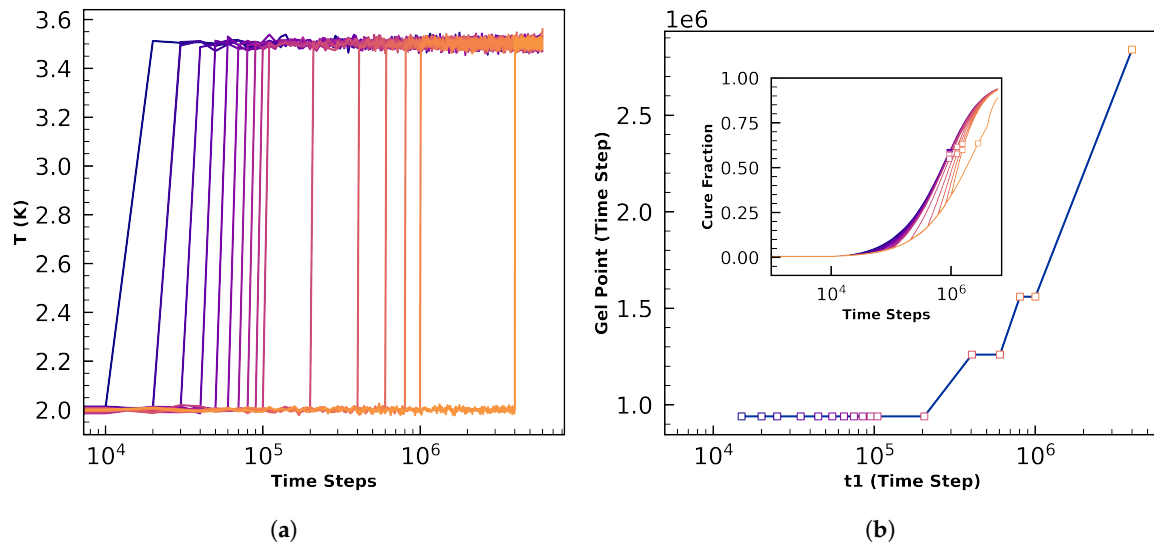 3.6
3.4
3.2
3.0
2.8
2.6
2.4
2.2
2.0
T (K)
10^4
10^5
10^6
Time Steps
(a)
1e6
2.5
2.0
1.5
1.0
Gel Point (Time Step)
10^4
10^5
10^6
t1 (Time Step)
1.00
0.75
0.50
0.25
0.00
Cure Fraction
10^4
10^6
Time Steps
(b)